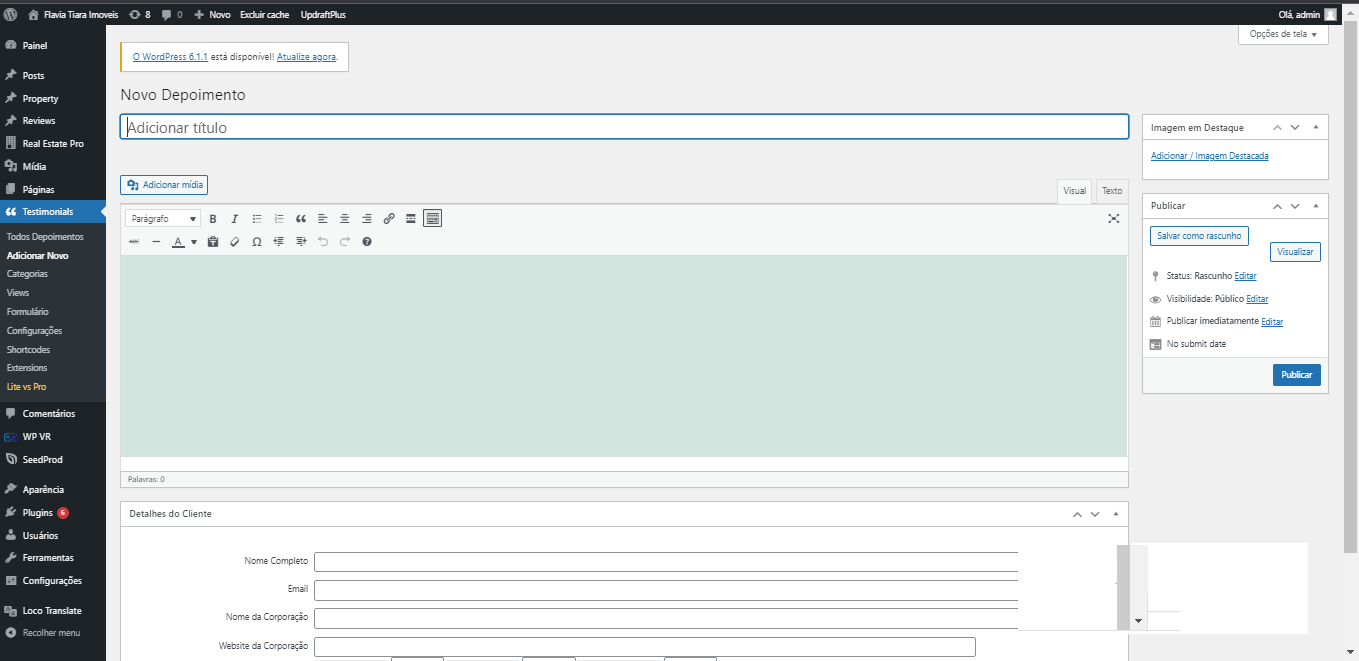 Flavia Tiara Imoveis 8 0 Novo Excluir cache UpdraftPlus Olá, admin
Opções de tela
Painel
Posts
Property
Reviews
Real Estate Pro
Mídia
Páginas
Testimonials
Todos Depoimentos
Adicionar Novo
Categorias
Views
Formulário
Configurações
Shortcodes
Extensions
Lite vs Pro
Comentários
WP VR
SeedProd
Aparência
Plugins 6
Usuários
Ferramentas
Configurações
Loco Translate
Recolher menu
O WordPress 6.1.1 está disponível! Atualize agora.
Novo Depoimento
Adicionar título
Adicionar mídia
Visual Texto
Parágrafo B I
ABC A Ω
Palavras: 0
Detalhes do Cliente
Nome Completo
Email
Nome da Corporação
Website da Corporação
Imagem em Destaque
Adicionar / Imagem Destacada
Publicar
Salvar como rascunho
Visualizar
Status: Rascunho Editar
Visibilidade: Público Editar
Publicar imediatamente Editar
No submit date
Publicar